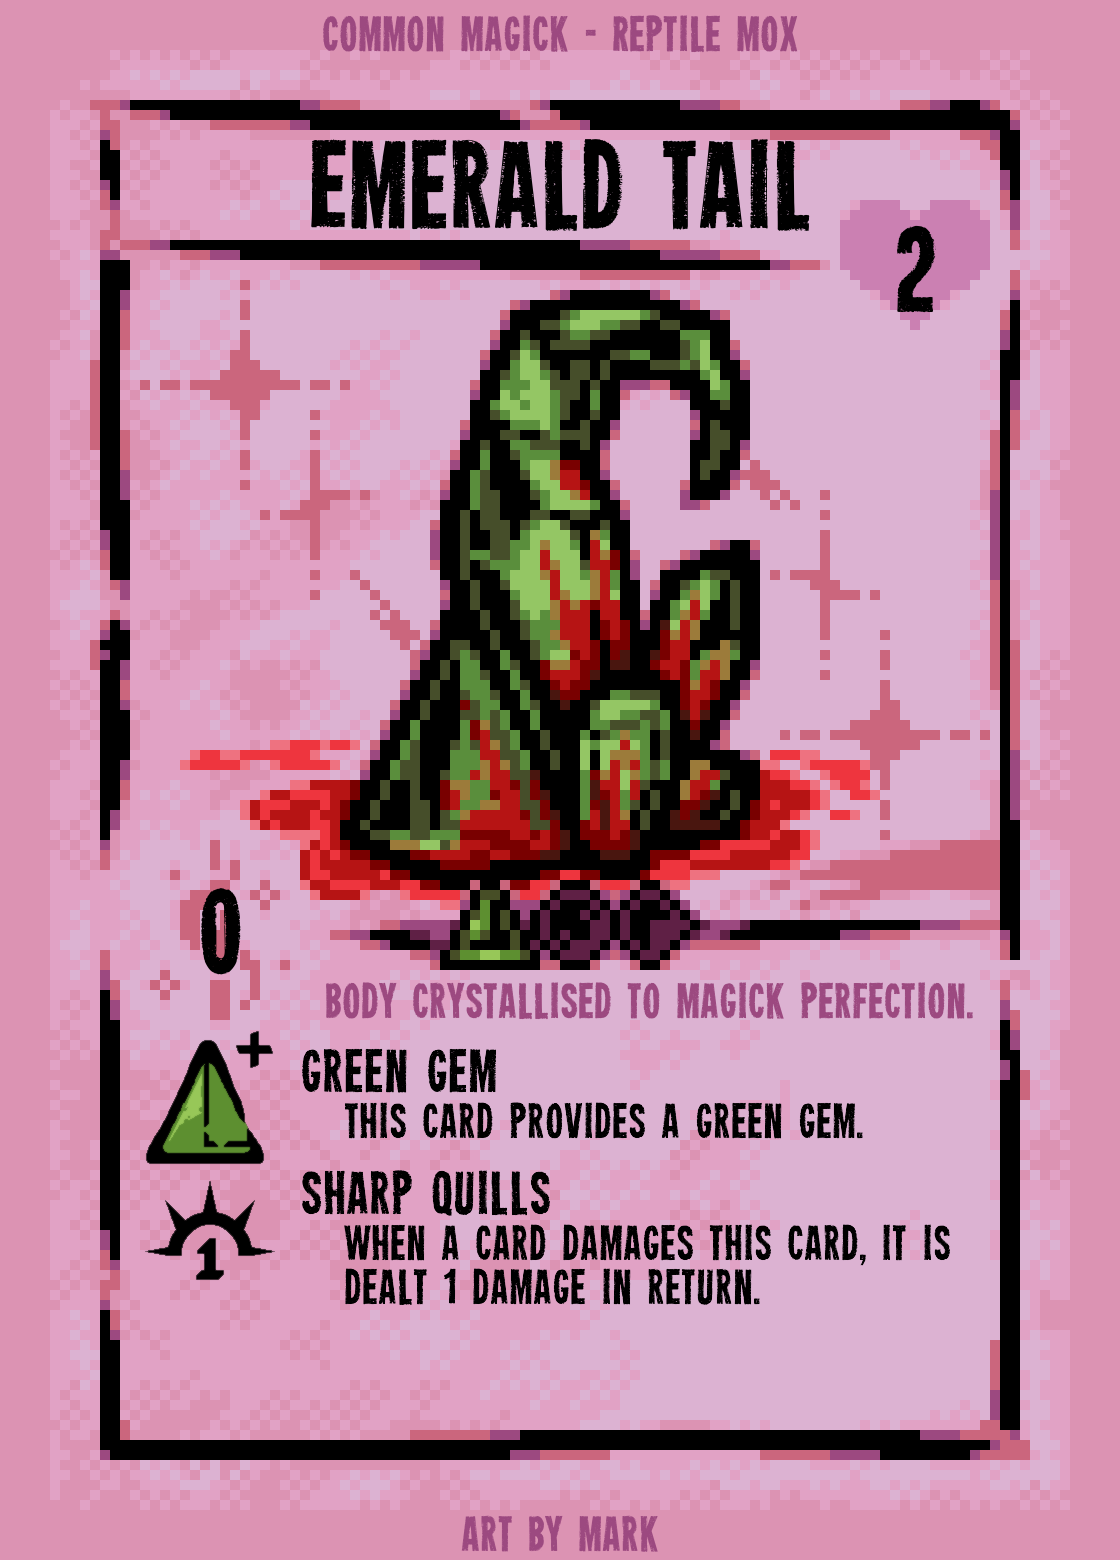 COMMON MAGICK - REPTILE MOX
EMERALD TAIL
2
0
BODY CRYSTALLISED TO MAGICK PERFECTION.
+
GREEN GEM
THIS CARD PROVIDES A GREEN GEM.
SHARP QUILLS
1
WHEN A CARD DAMAGES THIS CARD, IT IS
DEALT 1 DAMAGE IN RETURN.
ART BY MARK